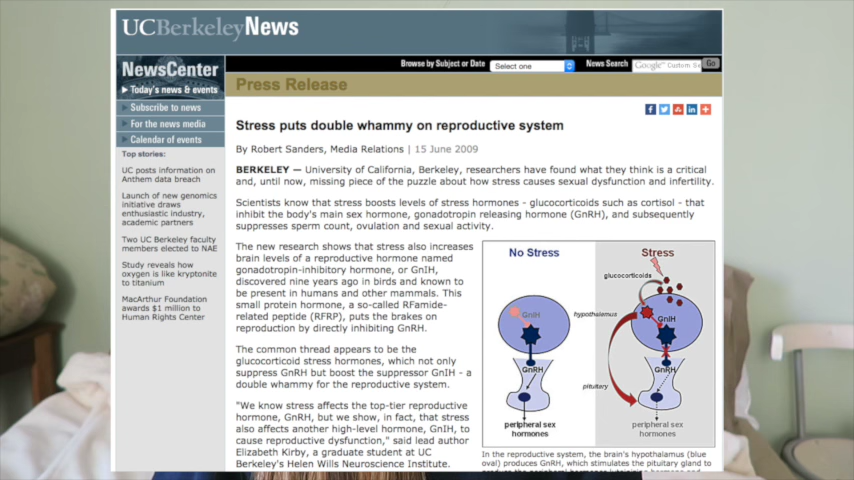 UCBerkeleyNews
Browse by Subject or Date
Select one
News Search
Google™ Custom Se
Go
NewsCenter
Today's news & events
Subscribe to news
For the news media
Calendar of events
Top stories:
UC posts information on
Anthem data breach
Launch of new genomics
initiative draws
enthusiastic industry,
academic partners
Two UC Berkeley faculty
members elected to NAE
Study reveals how
oxygen is like kryptonite
to titanium
MacArthur Foundation
awards $1 million to
Human Rights Center
Press Release
Stress puts double whammy on reproductive system
By Robert Sanders, Media Relations | 15 June 2009
BERKELEY — University of California, Berkeley, researchers have found what they think is a critical
and, until now, missing piece of the puzzle about how stress causes sexual dysfunction and infertility.
Scientists know that stress boosts levels of stress hormones - glucocorticoids such as cortisol - that
inhibit the body's main sex hormone, gonadotropin releasing hormone (GnRH), and subsequently
suppresses sperm count, ovulation and sexual activity.
The new research shows that stress also increases
brain levels of a reproductive hormone named
gonadotropin-inhibitory hormone, or GnIH,
discovered nine years ago in birds and known to
be present in humans and other mammals. This
small protein hormone, a so-called RFamide-
related peptide (RFRP), puts the brakes on
reproduction by directly inhibiting GnRH.
The common thread appears to be the
glucocorticoid stress hormones, which not only
suppress GnRH but boost the suppressor GnIH - a
double whammy for the reproductive system.
"We know stress affects the top-tier reproductive
hormone, GnRH, but we show, in fact, that stress
also affects another high-level hormone, GnIH, to
cause reproductive dysfunction," said lead author
Elizabeth Kirby, a graduate student at UC
Berkeley's Helen Wills Neuroscience Institute.
No Stress
Stress
glucocorticoids
GnIH
hypothalamus
GnIH
GnRH
GnRH
pituitary
peripheral sex
hormones
peripheral sex
hormones
In the reproductive system, the brain's hypothalamus (blue
oval) produces GnRH, which stimulates the pituitary gland to